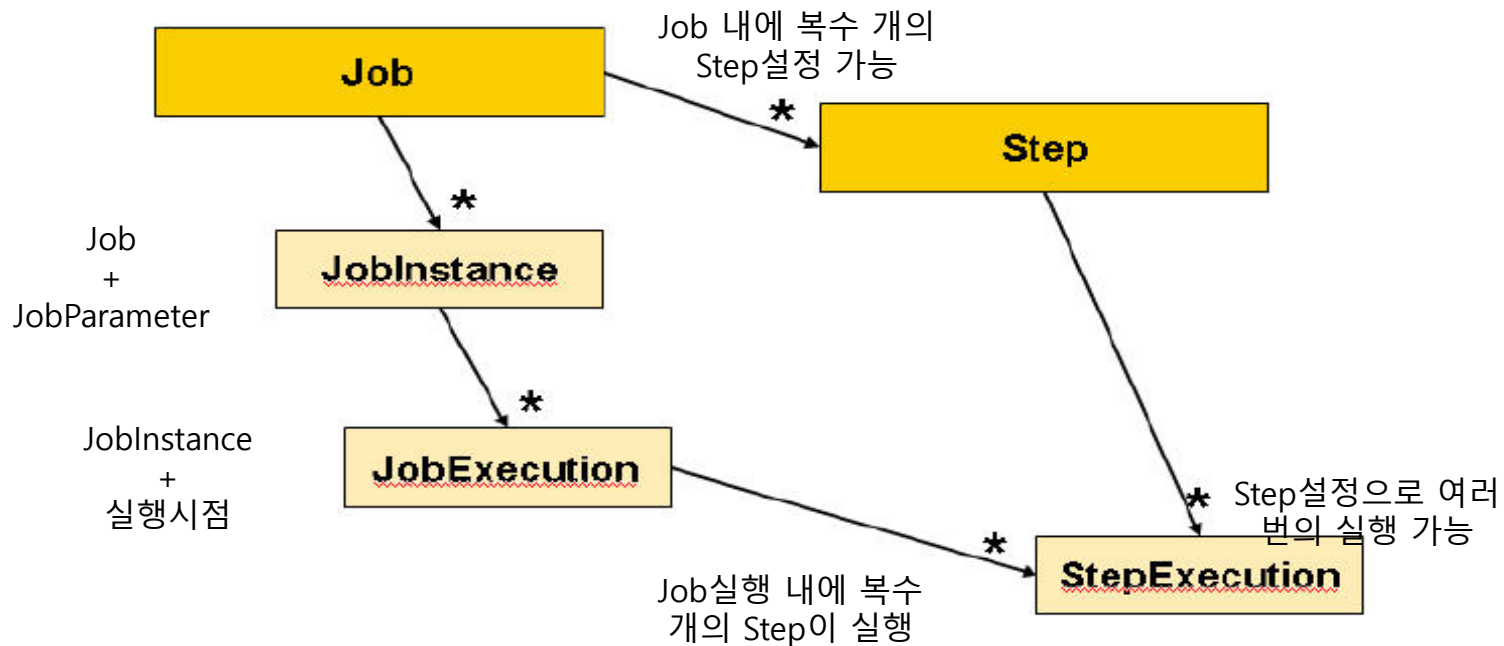 Job 내에 복수 개의
Step설정 가능
Job
*
Step
*
Job
+
JobParameter
JobInstance
*
JobInstance
+
실행시점
JobExecution
*
Step설정으로 여러
번의 실행 가능
*
StepExecution
Job실행 내에 복수
개의 Step이 실행